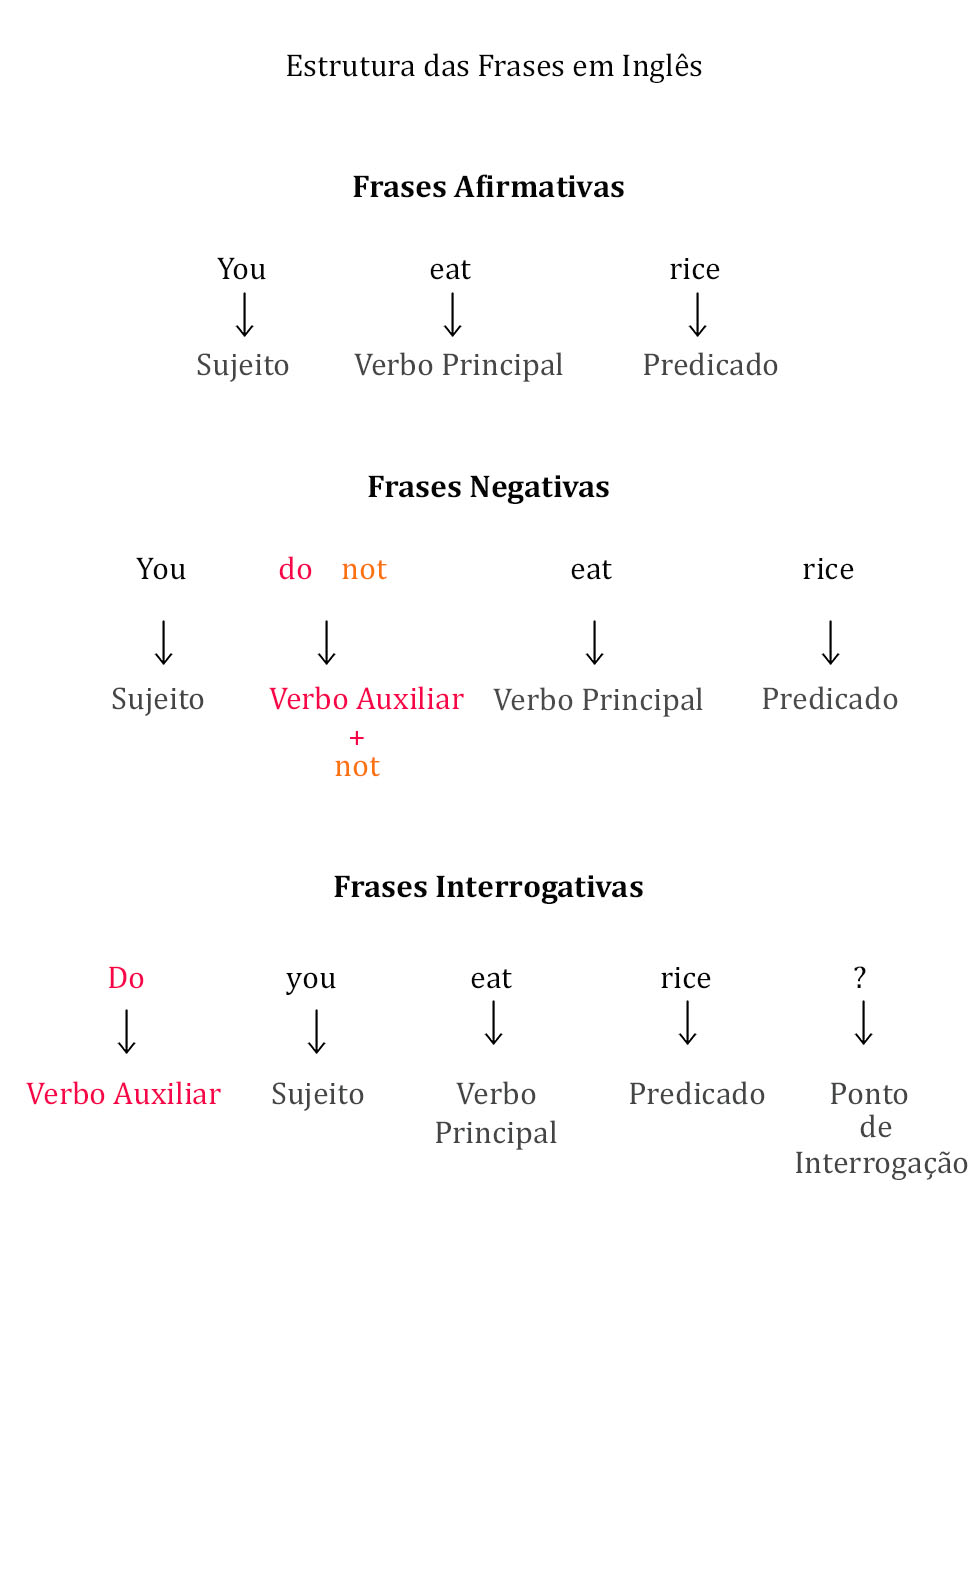 Estrutura das Frases em Inglês
Frases Afirmativas
You eat rice
Sujeito Verbo Principal Predicado
Frases Negativas
You do not eat rice
Sujeito Verbo Auxiliar Verbo Principal Predicado
+
not
Frases Interrogativas
Do you eat rice ?
Verbo Auxiliar Sujeito Verbo Predicado Ponto
de
Principal
Interrogação